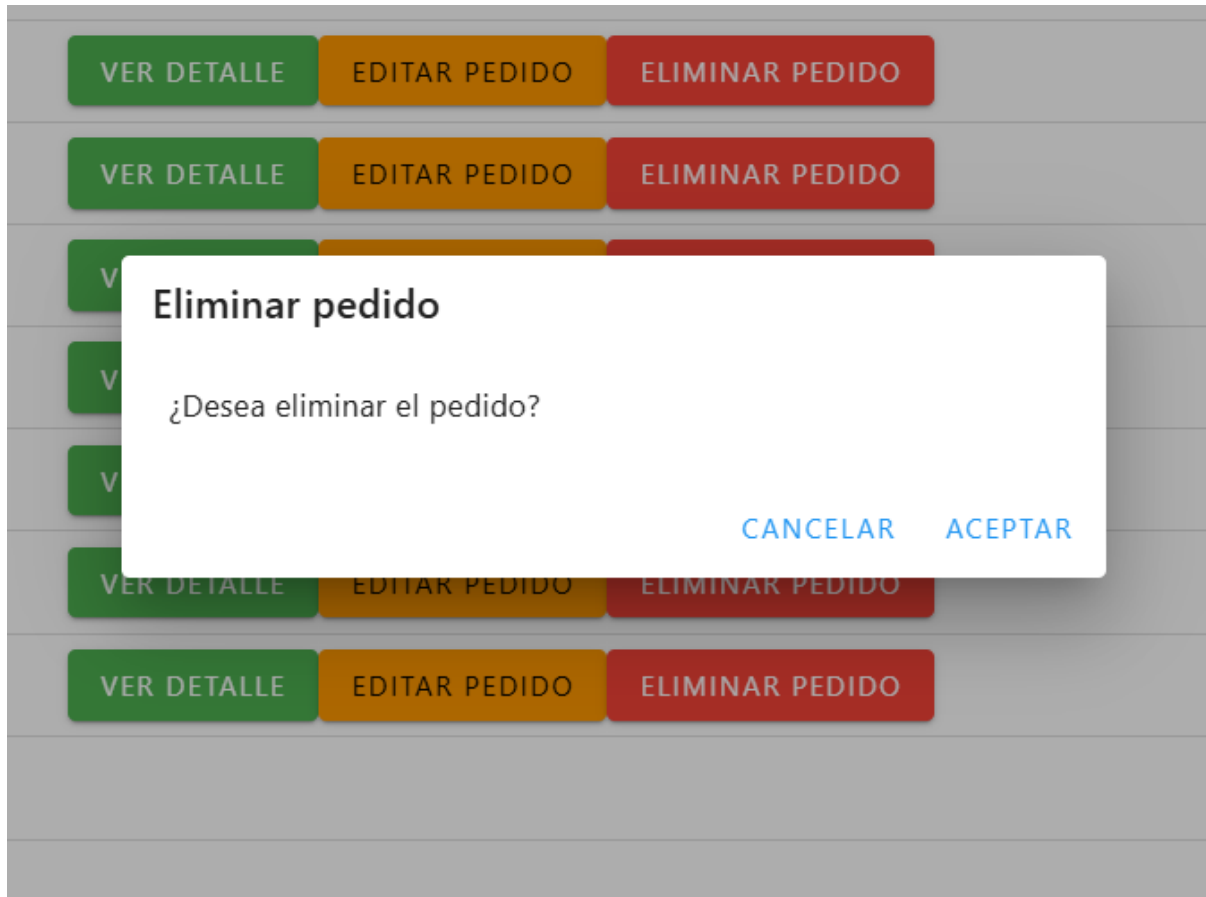 VER DETALLE EDITAR PEDIDO ELIMINAR PEDIDO
VER DETALLE EDITAR PEDIDO ELIMINAR PEDIDO
Eliminar pedido
¿Desea eliminar el pedido?
CANCELAR ACEPTAR
VER DETALLE EDITAR PEDIDO ELIMINAR PEDIDO
VER DETALLE EDITAR PEDIDO ELIMINAR PEDIDO